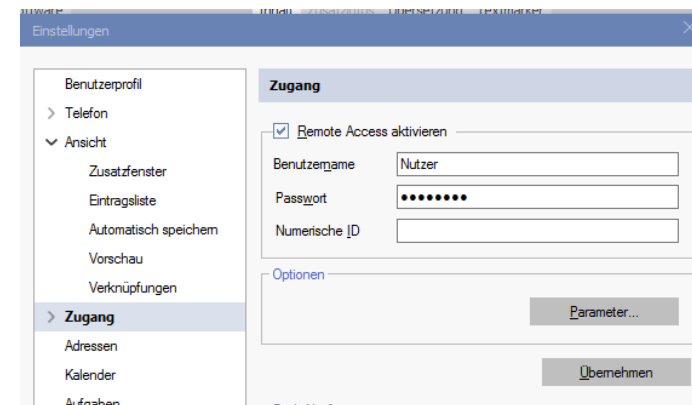 Einstellungen
Benutzerprofil
Telefon
Ansicht
Zusatzfenster
Eintragsliste
Automatisch speichern
Vorschau
Verknüpfungen
Zugang
Adressen
Kalender
Zugang
Remote Access aktivieren
Benutzername Nutzer
Passwort ●●●●●●●●
Numerische ID
Optionen
Parameter...
Übernehmen